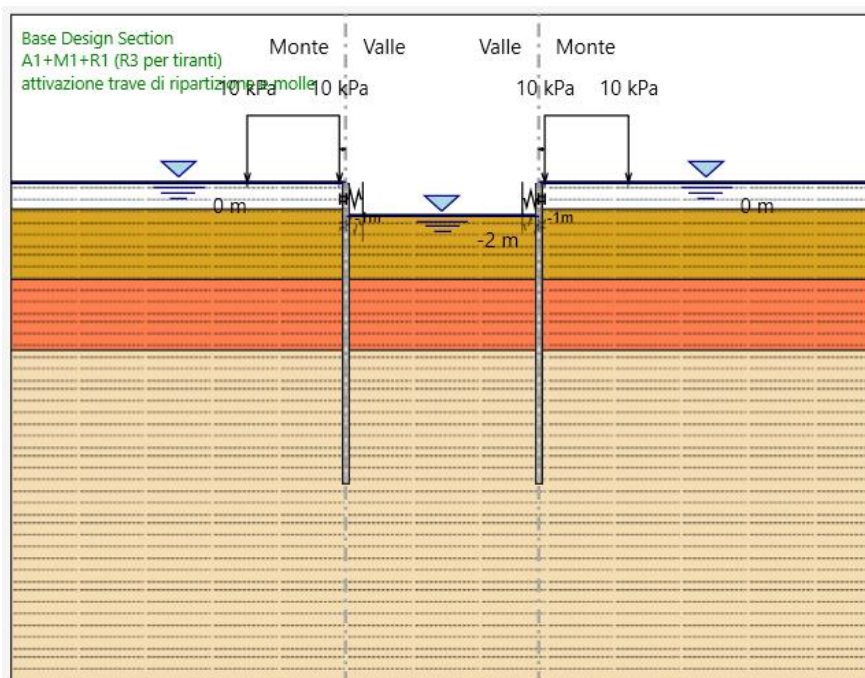 Base Design Section
A1+M1+R1 (R3 per tiranti)
attivazione trave di ripartizione e molle
Monte Valle Valle Monte
10 kPa 10 kPa 10 kPa 10 kPa
0 m 0 m
-1m -1m
-2 m